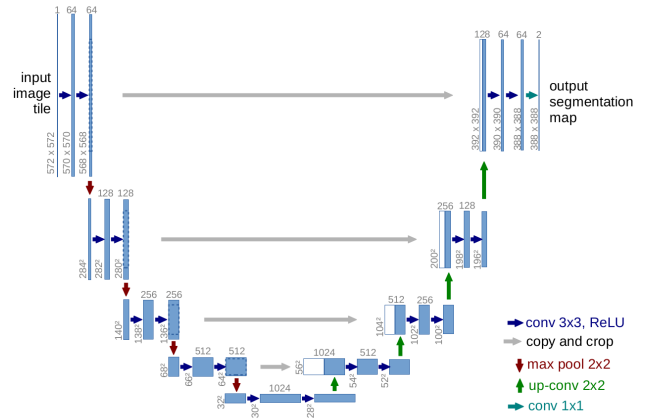 1 64 64
128 64 64 2
input
image
tile
output
segmentation
map
572 x 572
570 x 570
568 x 568
392 x 392
390 x 390
388 x 388
388 x 388
128 128
256 128
284²
282²
280²
200²
198²
196²
256 256
512 256
140²
138²
136²
104²
102²
100²
512 512
1024 512
68²
66²
64²
56²
54²
52²
1024
32²
30²
28²
conv 3x3, ReLU
copy and crop
max pool 2x2
up-conv 2x2
conv 1x1